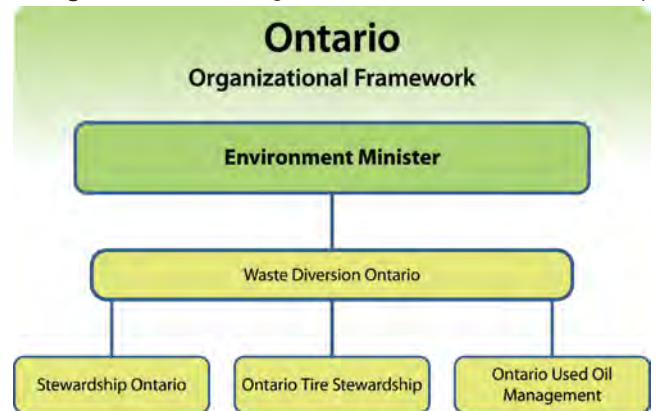 Ontario
Organizational Framework
Environment Minister
Waste Diversion Ontario
Stewardship Ontario
Ontario Tire Stewardship
Ontario Used Oil
Management